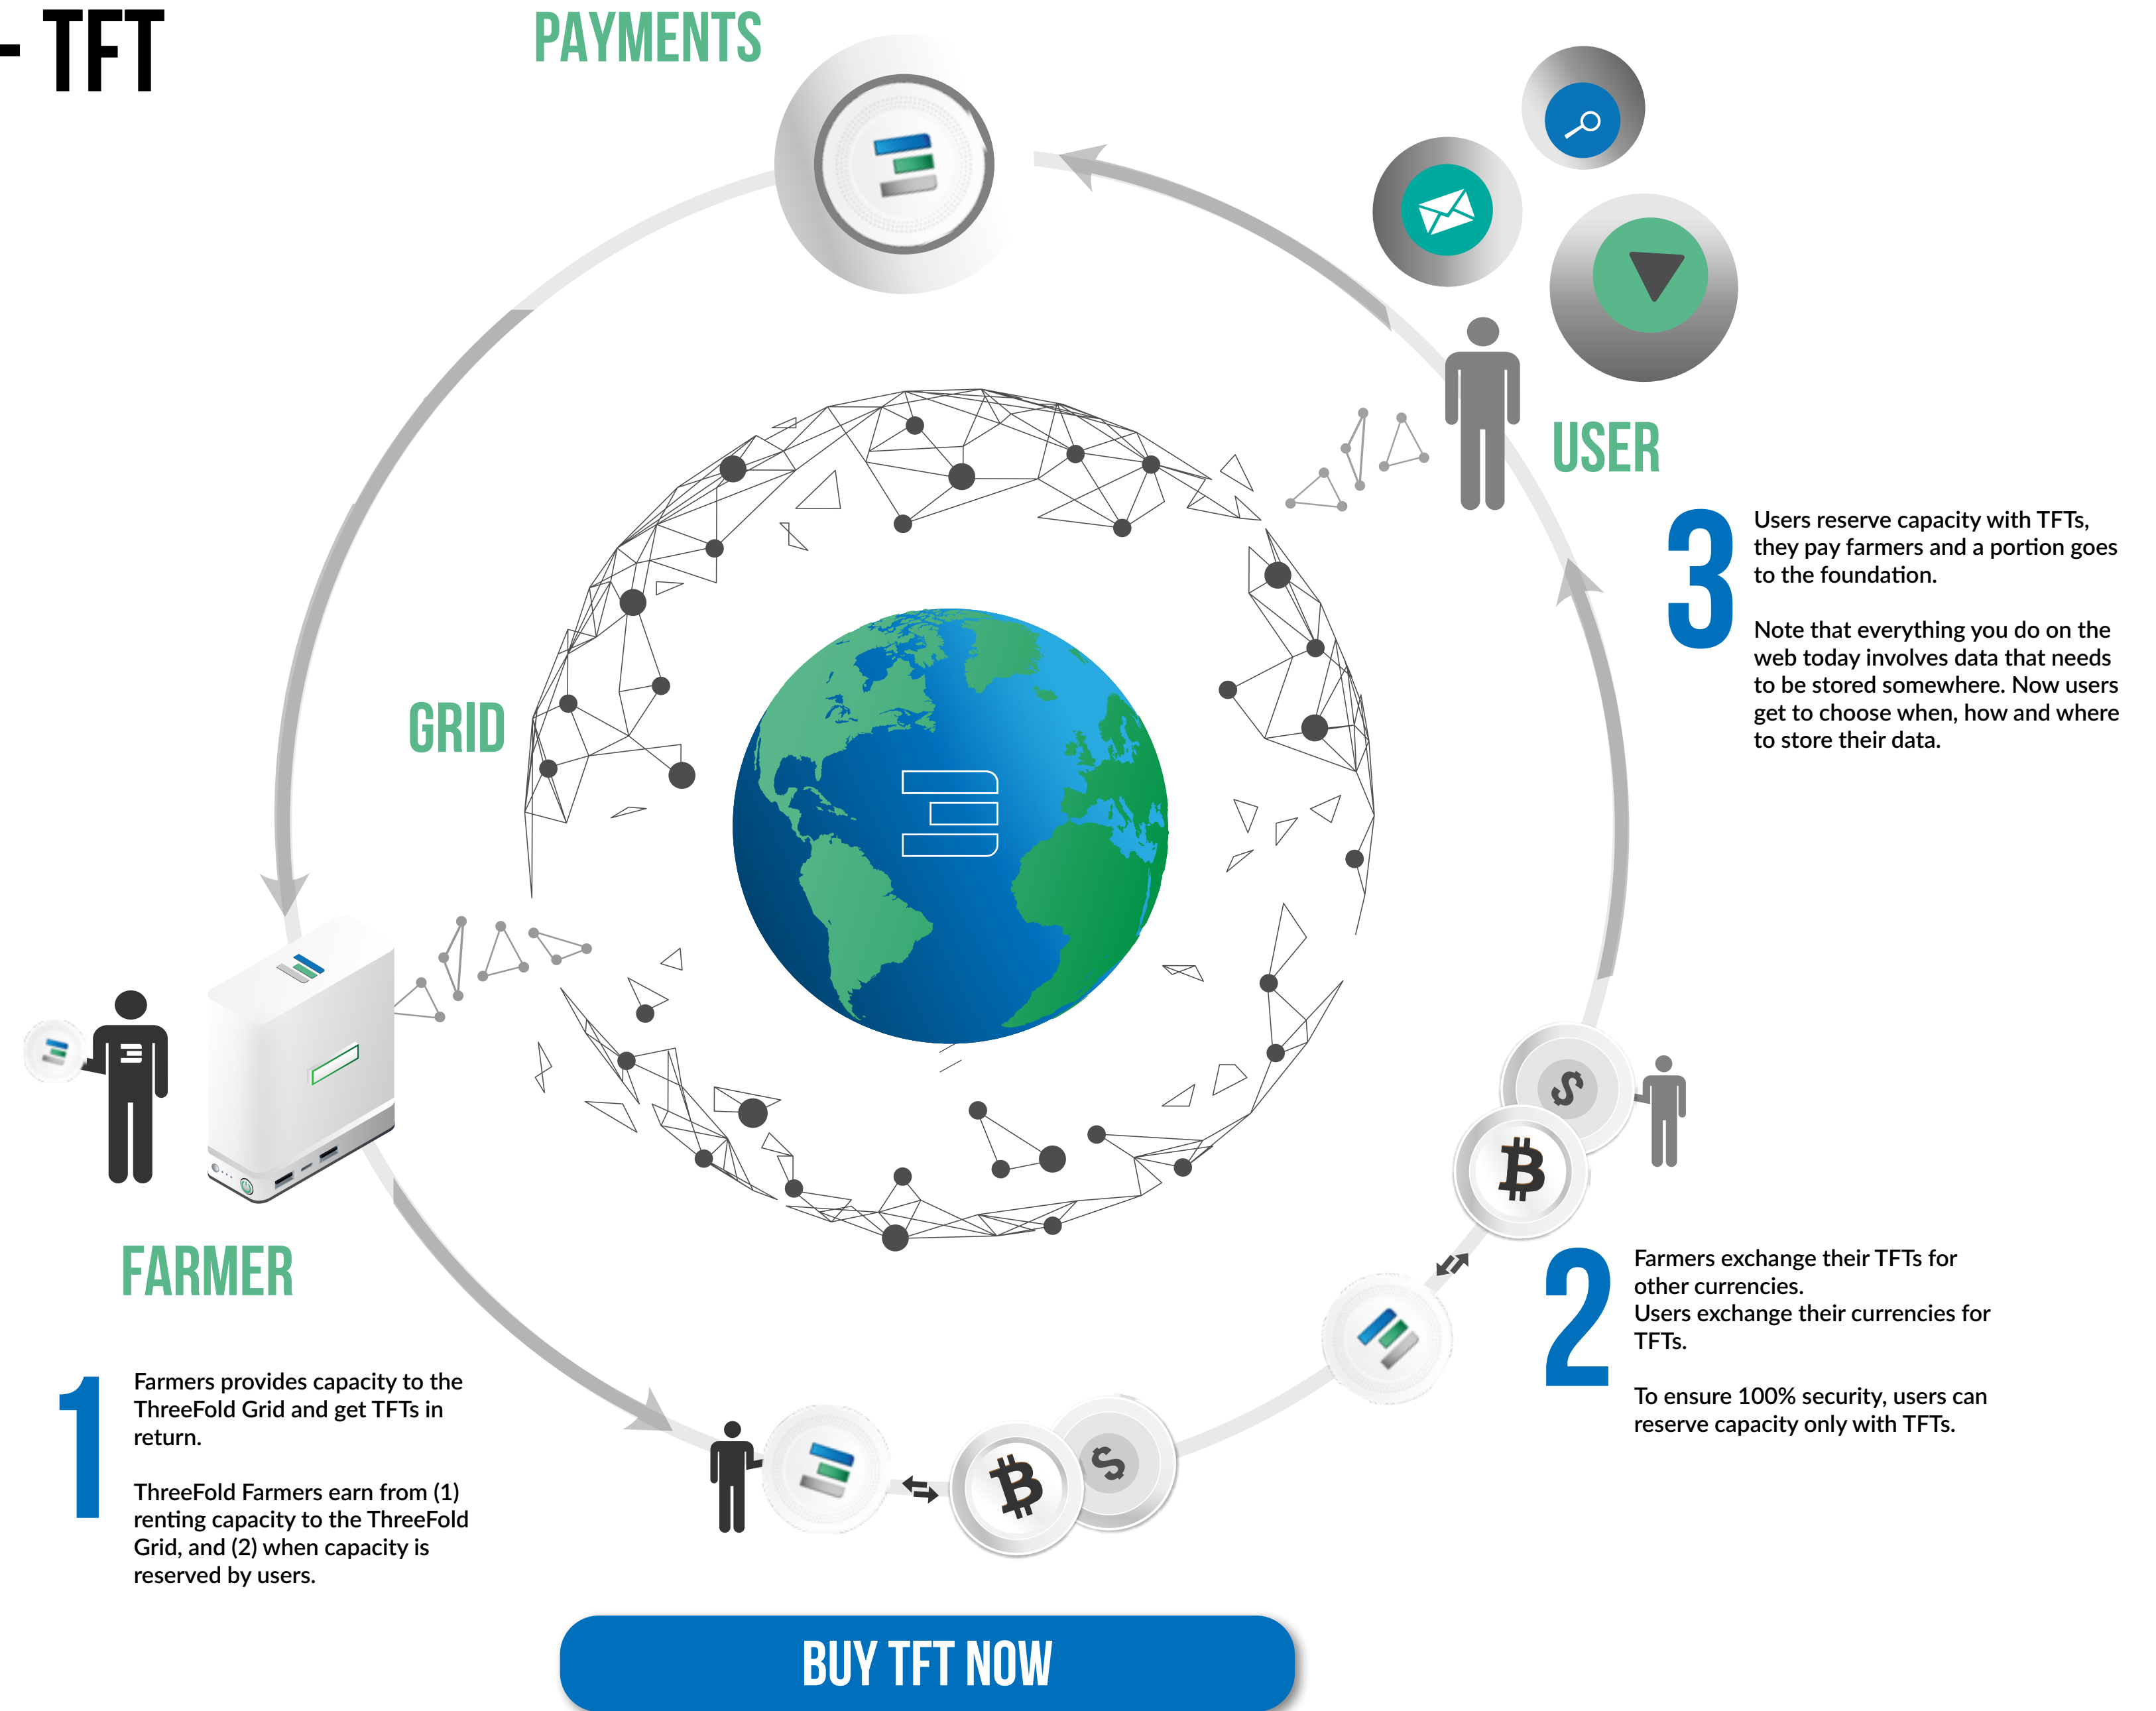 - TFT
PAYMENTS
USER
3
Users reserve capacity with TFTs,
they pay farmers and a portion goes
to the foundation.
Note that everything you do on the
web today involves data that needs
to be stored somewhere. Now users
get to choose when, how and where
to store their data.
GRID
FARMER
1
Farmers provides capacity to the
ThreeFold Grid and get TFTs in
return.
ThreeFold Farmers earn from (1)
renting capacity to the ThreeFold
Grid, and (2) when capacity is
reserved by users.
2
Farmers exchange their TFTs for
other currencies.
Users exchange their currencies for
TFTs.
To ensure 100% security, users can
reserve capacity only with TFTs.
BUY TFT NOW